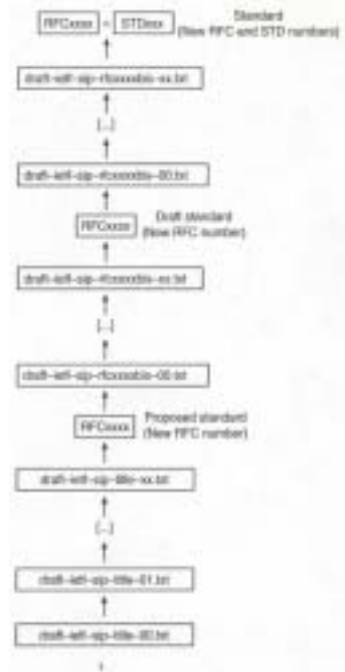 RFCxxxx = STDxxx Standard
(New RFC and STD numbers)
draft-ietf-sip-rfcxxxxbis-xx.txt
[...]
draft-ietf-sip-rfcxxxxbis-00.txt
RFCxxxx Draft standard
(New RFC number)
draft-ietf-sip-rfcxxxxbis-xx.txt
[...]
draft-ietf-sip-rfcxxxxbis-00.txt
RFCxxxx Proposed standard
(New RFC number)
draft-ietf-sip-title-xx.txt
[...]
draft-ietf-sip-title-01.txt
draft-ietf-sip-title-00.txt